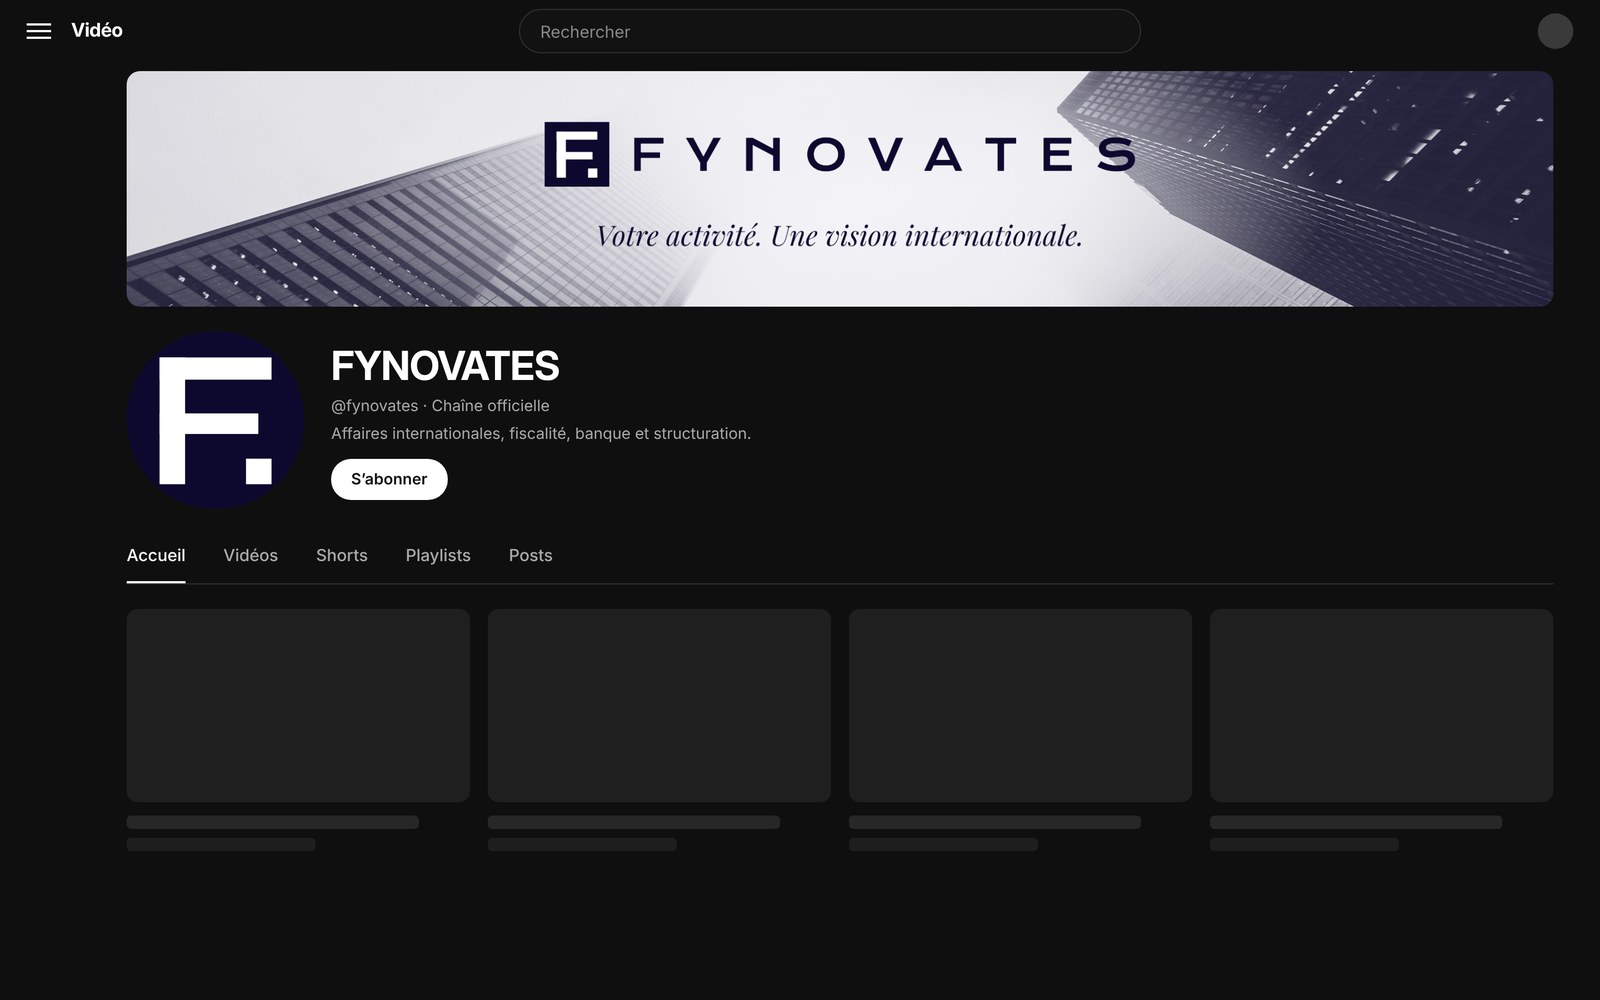 Vidéo
Rechercher
F. FYNOVATES
Votre activité. Une vision internationale.
F.
FYNOVATES
@fynovates · Chaîne officielle
Affaires internationales, fiscalité, banque et structuration.
S’abonner
Accueil Vidéos Shorts Playlists Posts